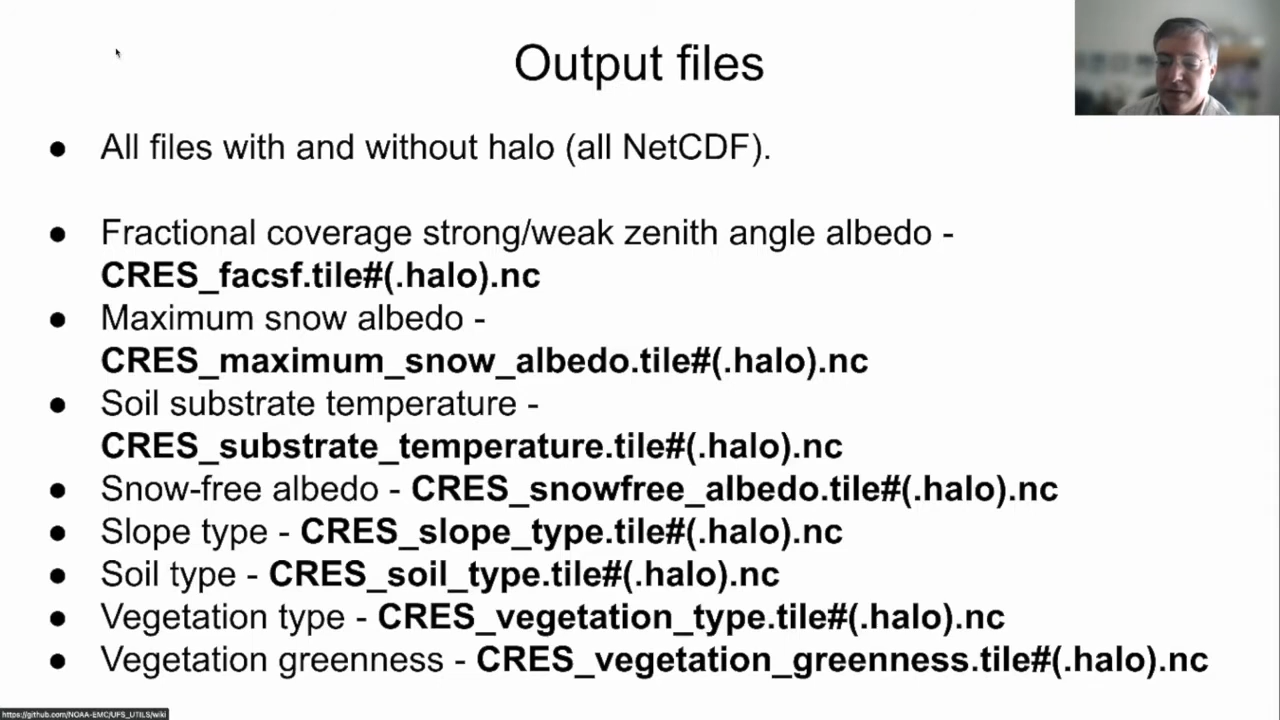 Output files
● All files with and without halo (all NetCDF).
● Fractional coverage strong/weak zenith angle albedo -
CRES_facsf.tile#(.halo).nc
● Maximum snow albedo -
CRES_maximum_snow_albedo.tile#(.halo).nc
● Soil substrate temperature -
CRES_substrate_temperature.tile#(.halo).nc
● Snow-free albedo - CRES_snowfree_albedo.tile#(.halo).nc
● Slope type - CRES_slope_type.tile#(.halo).nc
● Soil type - CRES_soil_type.tile#(.halo).nc
● Vegetation type - CRES_vegetation_type.tile#(.halo).nc
● Vegetation greenness - CRES_vegetation_greenness.tile#(.halo).nc
https://github.com/NOAA-EMC/UFS_UTILS/wiki